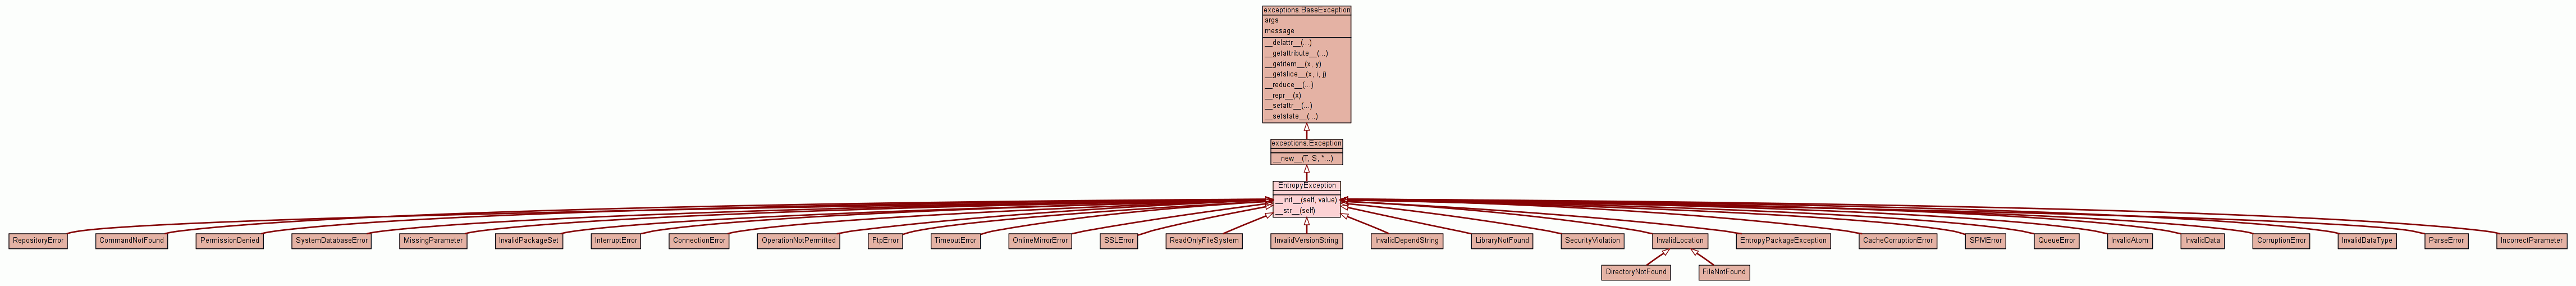 exceptions.BaseException
args
message
__delattr__(...)
__getattribute__(...)
__getitem__(x, y)
__getslice__(x, i, j)
__reduce__(...)
__repr__(x)
__setattr__(...)
__setstate__(...)
exceptions.Exception
__new__(T, S, *...)
EntropyException
__init__(self, value)
__str__(self)
RepositoryError
CommandNotFound
PermissionDenied
SystemDatabaseError
MissingParameter
InvalidPackageSet
InterruptError
ConnectionError
OperationNotPermitted
FtpError
TimeoutError
OnlineMirrorError
SSLError
ReadOnlyFileSystem
InvalidVersionString
InvalidDependString
LibraryNotFound
SecurityViolation
InvalidLocation
EntropyPackageException
CacheCorruptionError
SPMError
QueueError
InvalidAtom
InvalidData
CorruptionError
InvalidDataType
ParseError
IncorrectParameter
DirectoryNotFound
FileNotFound